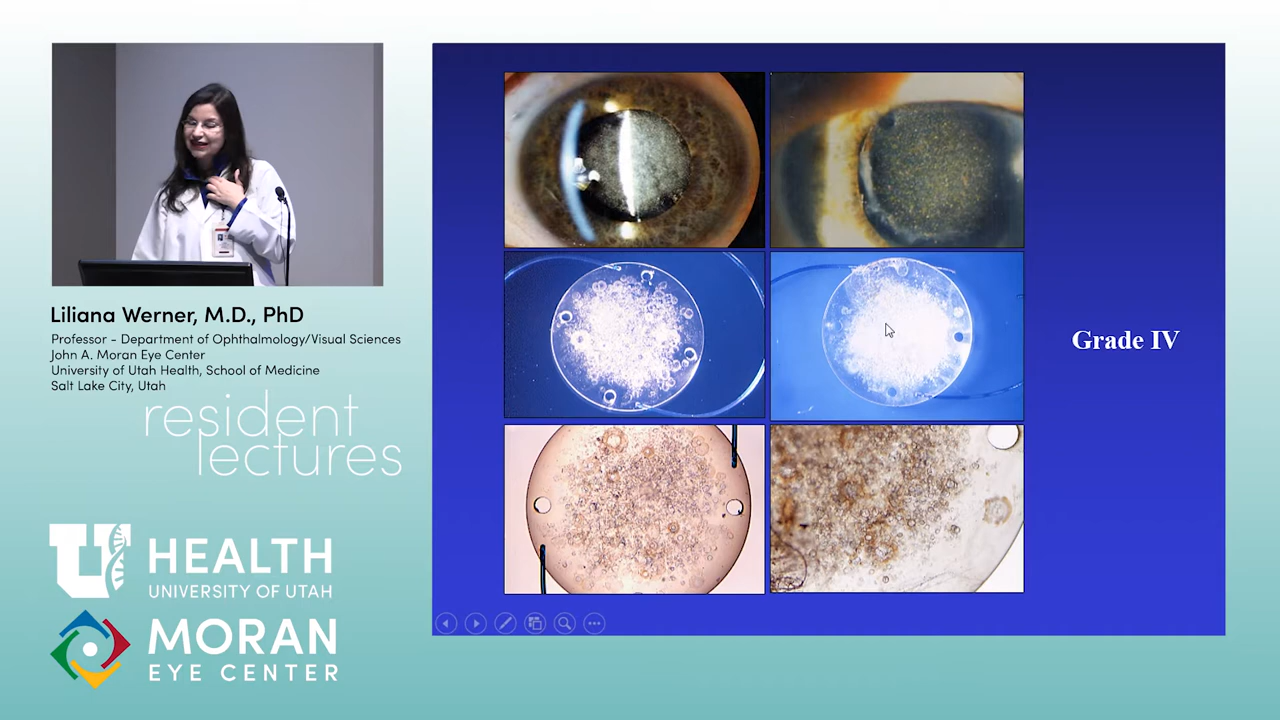 Liliana Werner, M.D., PhD
Professor - Department of Ophthalmology/Visual Sciences
John A. Moran Eye Center
University of Utah Health, School of Medicine
Salt Lake City, Utah
resident
lectures
U
HEALTH
UNIVERSITY OF UTAH
MORAN
EYE CENTER
Grade IV